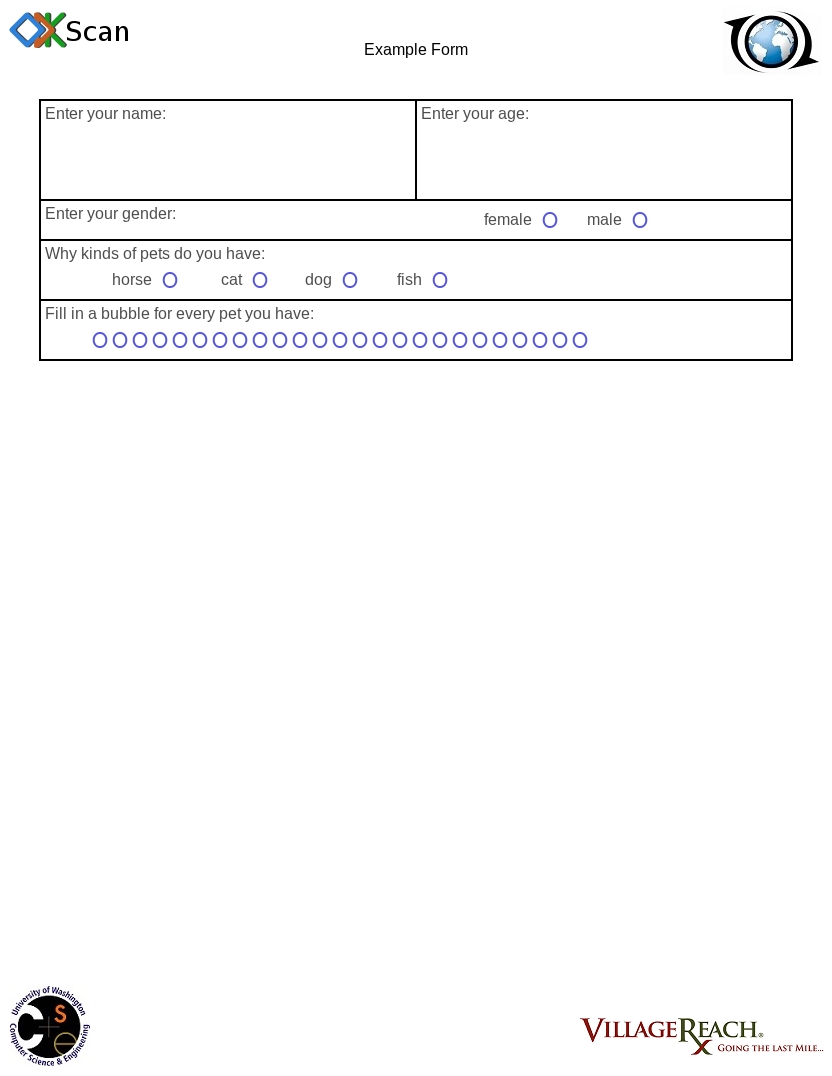 Scan
Example Form
Enter your name:
Enter your age:
Enter your gender:
female
male
Why kinds of pets do you have:
horse
cat
dog
fish
Fill in a bubble for every pet you have:
University of Washington
Computer Science & Engineering
C S e
VILLAGEREACH®
GOING THE LAST MILE...